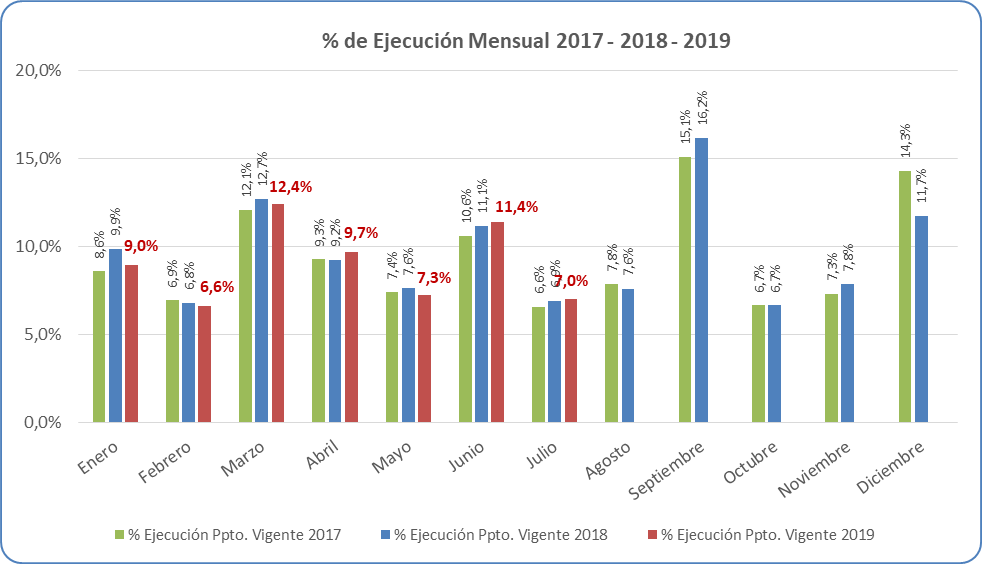 % de Ejecución Mensual 2017 - 2018 - 2019
20,0%
15,0%
10,0%
5,0%
0,0%
8,6%
9,9%
9,0%
6,9%
6,8%
6,6%
12,1%
12,7%
12,4%
9,3%
9,2%
9,7%
7,4%
7,6%
7,3%
10,6%
11,1%
11,4%
6,6%
6,9%
7,0%
7,8%
7,6%
15,1%
16,2%
6,7%
6,7%
7,3%
7,8%
14,3%
11,7%
Enero
Febrero
Marzo
Abril
Mayo
Junio
Julio
Agosto
Septiembre
Octubre
Noviembre
Diciembre
% Ejecución Ppto. Vigente 2017
% Ejecución Ppto. Vigente 2018
% Ejecución Ppto. Vigente 2019